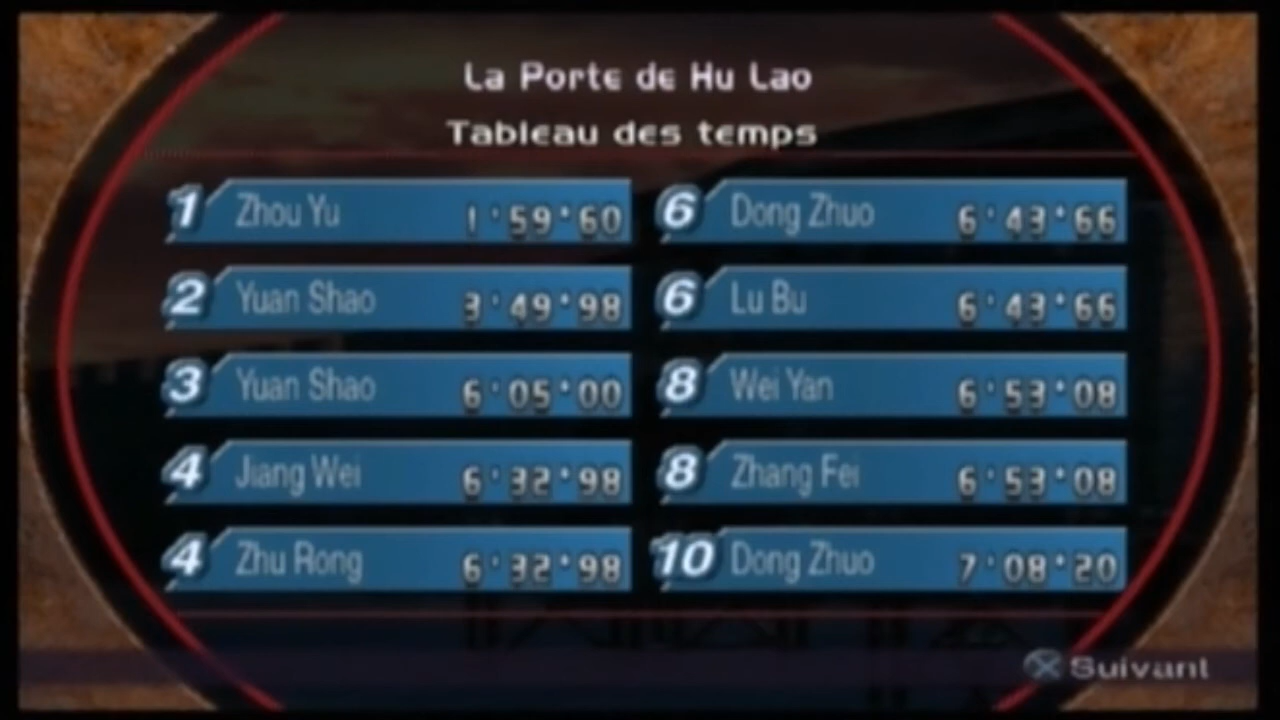 La Porte de Hu Lao
Tableau des temps
1 Zhou Yu 1'59"60
2 Yuan Shao 3'49"98
3 Yuan Shao 6'05"00
4 Jiang Wei 6'32"98
4 Zhu Rong 6'32"98
6 Dong Zhuo 6'43"66
6 Lu Bu 6'43"66
8 Wei Yan 6'53"08
8 Zhang Fei 6'53"08
10 Dong Zhuo 7'08"20
Suivant